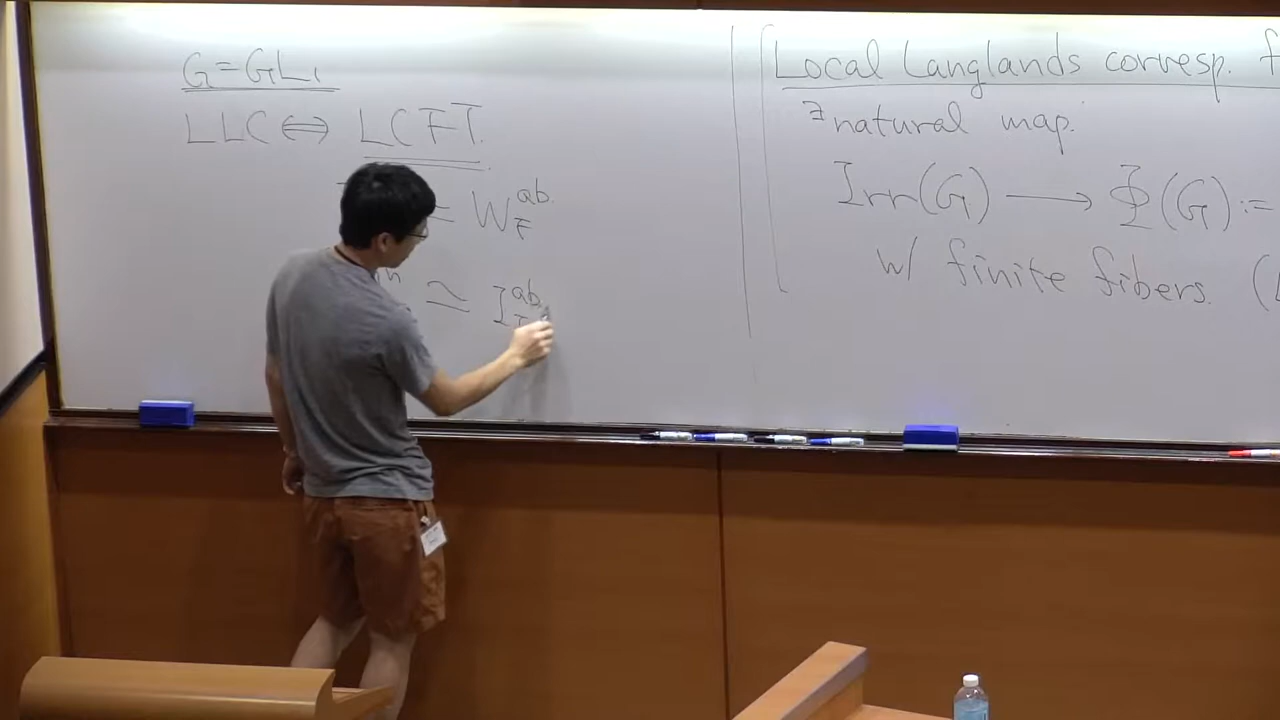 G=GL₁
LLC ⇔ LCFT.
≃ W_F^{ab.}
≃ I_F^{ab.}
Local Langlands corresp. f
∃natural map.
Irr(G) ⟶ Φ(G) :=
w/ finite fibers. (